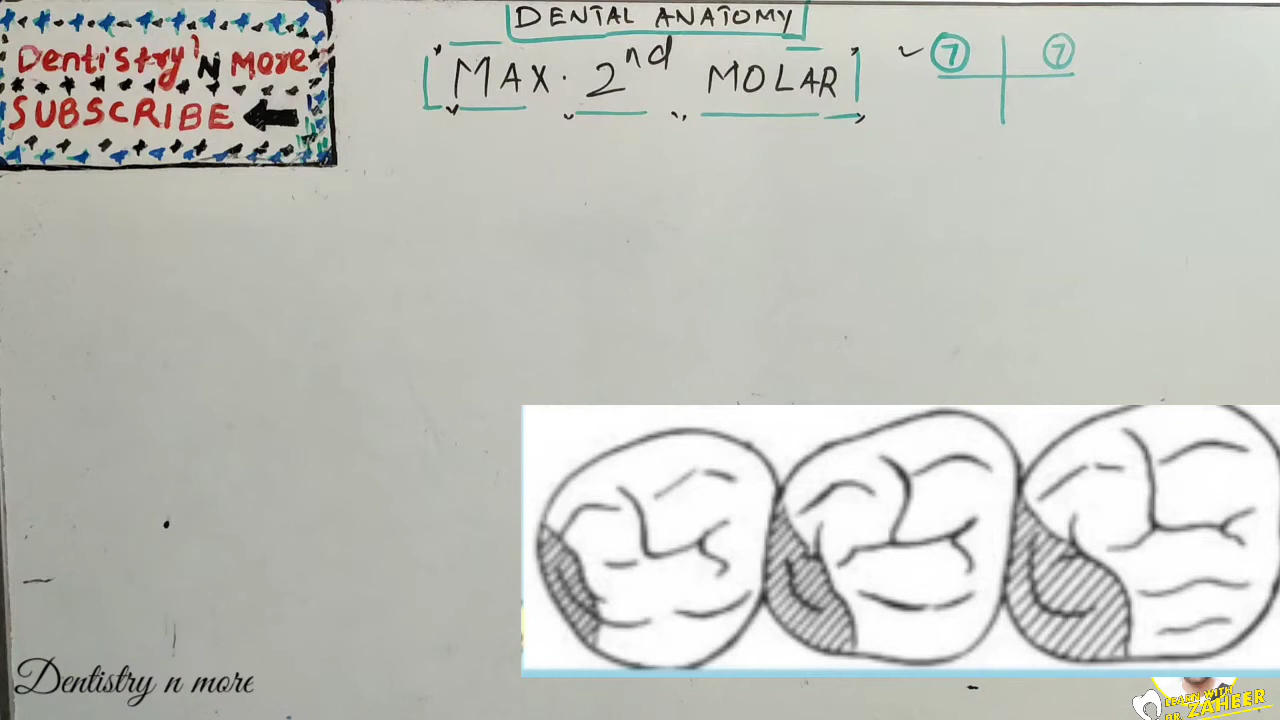 DENTAL ANATOMY
Dentistry'N More
SUBSCRIBE
MAX. 2nd MOLAR
7 7
Dentistry n more
LEARN WITH
DR. ZAHEER